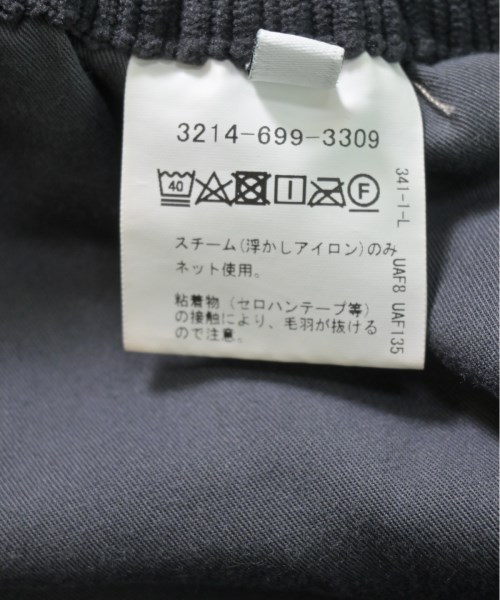 3214-699-3309
40 F
スチーム(浮かしアイロン)のみ
ネット使用。
粘着物(セロハンテープ等)
の接触により、毛羽が抜ける
ので注意。
341-1-L
UAF8 UAF135